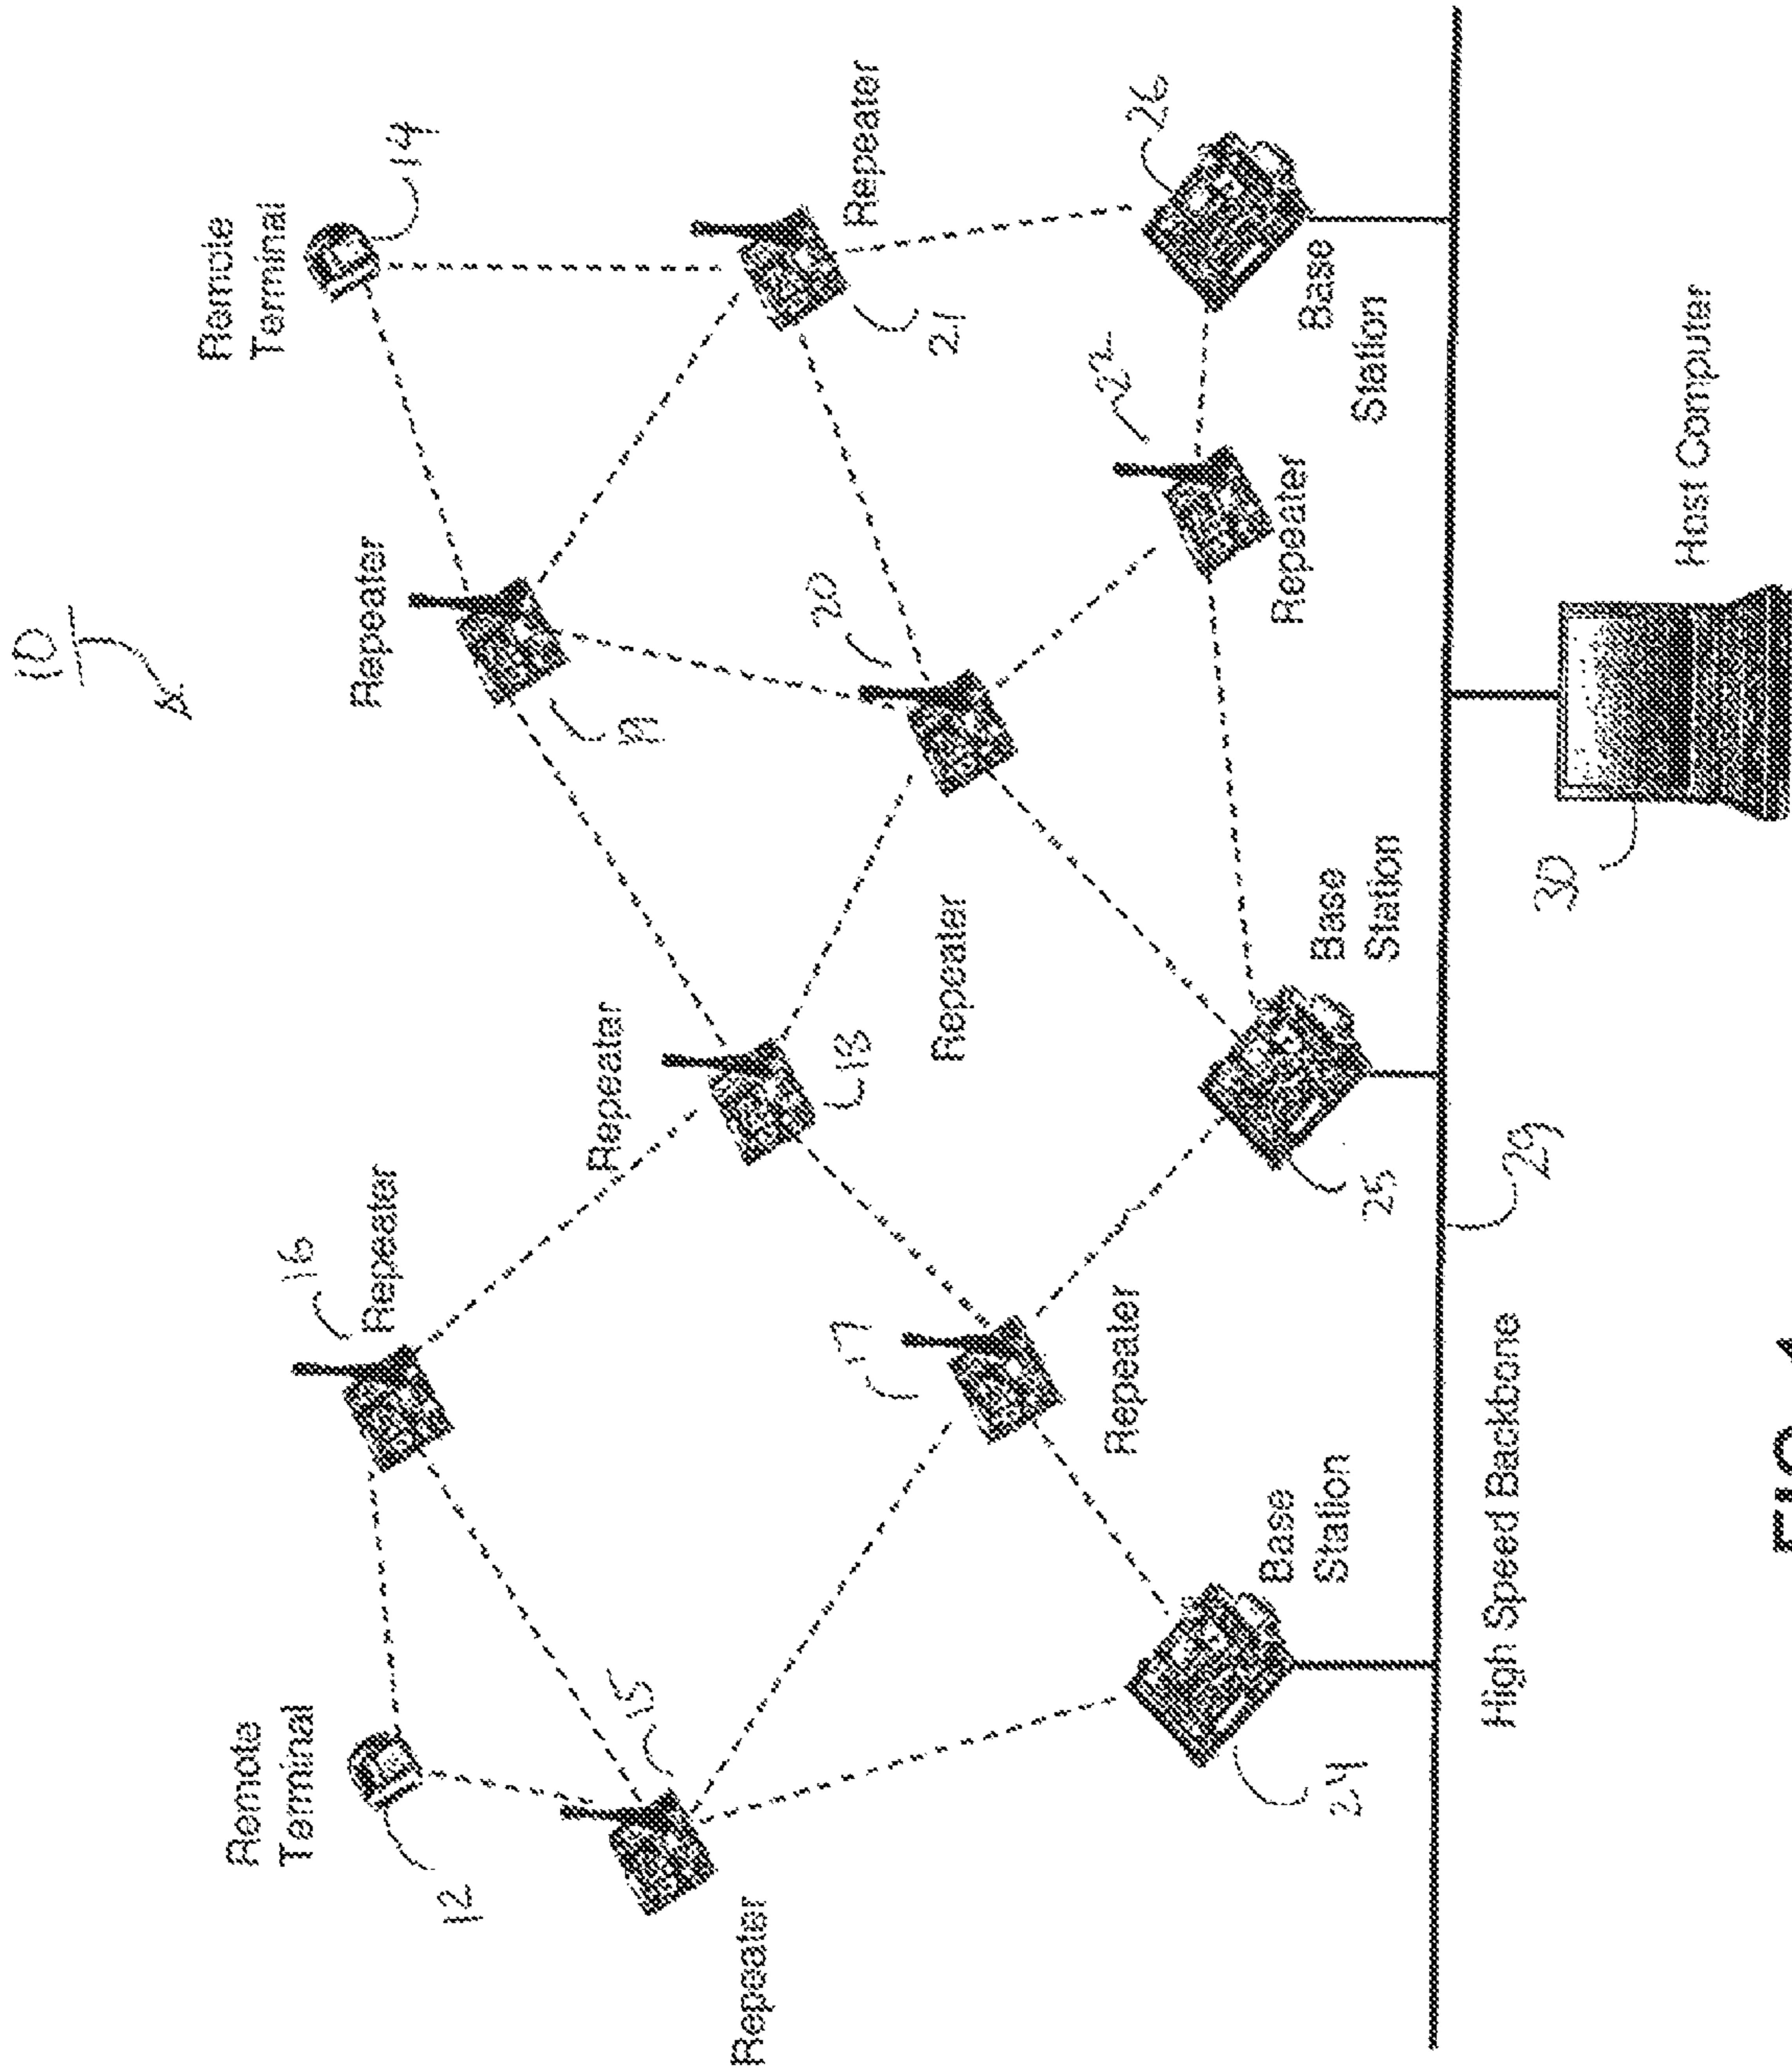 10
Remote
Terminal
14
Repeater
19
Repeater
21
20
Repeater
Repeater
18
16
Repeater
Remote
Terminal
12
15
Repeater
17
Repeater
22
Repeater
26
Base
Station
Base
Station
25
Base
Station
24
High Speed Backbone
29
30
Host Computer